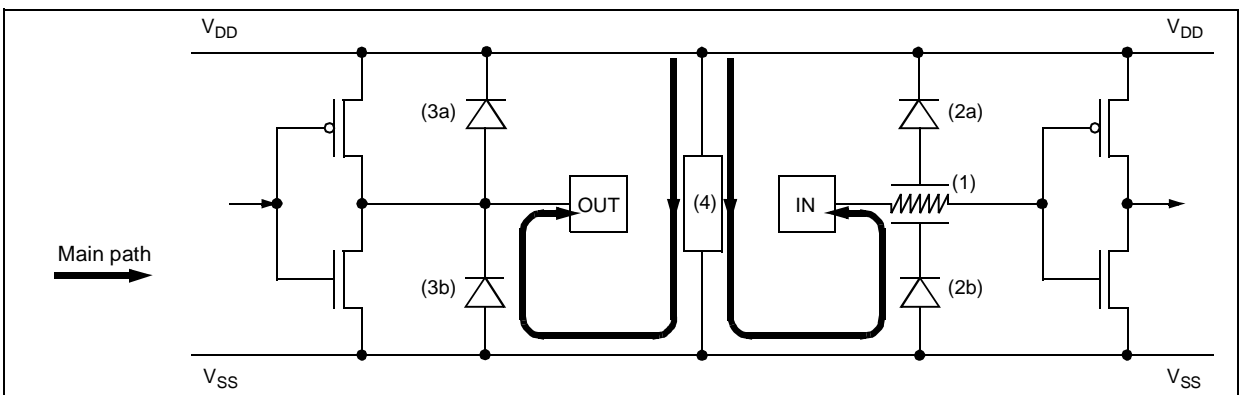 VDD
VDD
(3a)
(2a)
(1)
OUT
(4)
IN
Main path
(3b)
(2b)
VSS
VSS